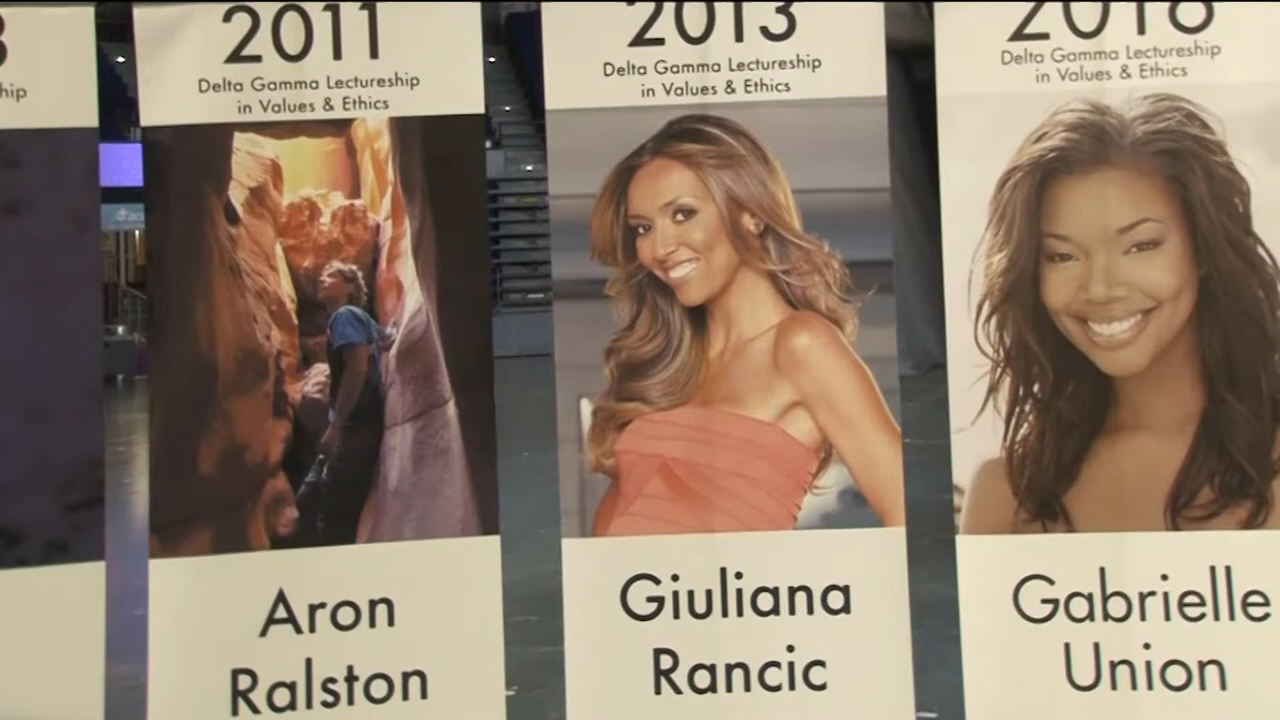 hip
2011
Delta Gamma Lectureship
in Values & Ethics
Aron
Ralston
2013
Delta Gamma Lectureship
in Values & Ethics
Giuliana
Rancic
Delta Gamma Lectureship
in Values & Ethics
Gabrielle
Union